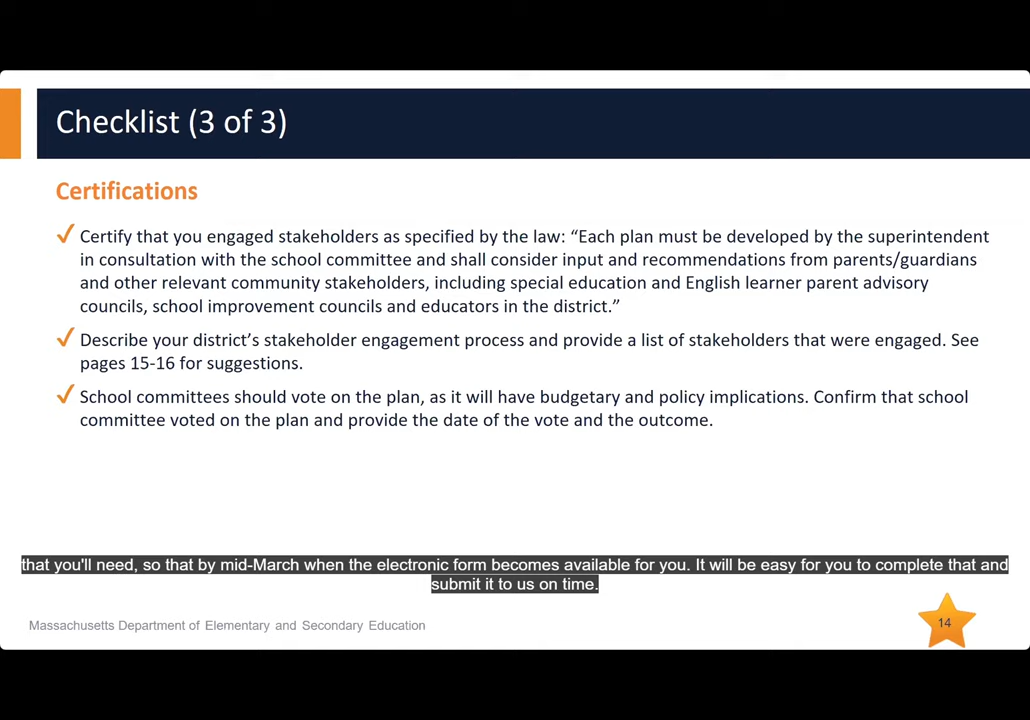 Checklist (3 of 3)
Certifications
✓ Certify that you engaged stakeholders as specified by the law: “Each plan must be developed by the superintendent
in consultation with the school committee and shall consider input and recommendations from parents/guardians
and other relevant community stakeholders, including special education and English learner parent advisory
councils, school improvement councils and educators in the district.”
✓ Describe your district’s stakeholder engagement process and provide a list of stakeholders that were engaged. See
pages 15-16 for suggestions.
✓ School committees should vote on the plan, as it will have budgetary and policy implications. Confirm that school
committee voted on the plan and provide the date of the vote and the outcome.
that you'll need, so that by mid-March when the electronic form becomes available for you. It will be easy for you to complete that and
submit it to us on time.
Massachusetts Department of Elementary and Secondary Education
14